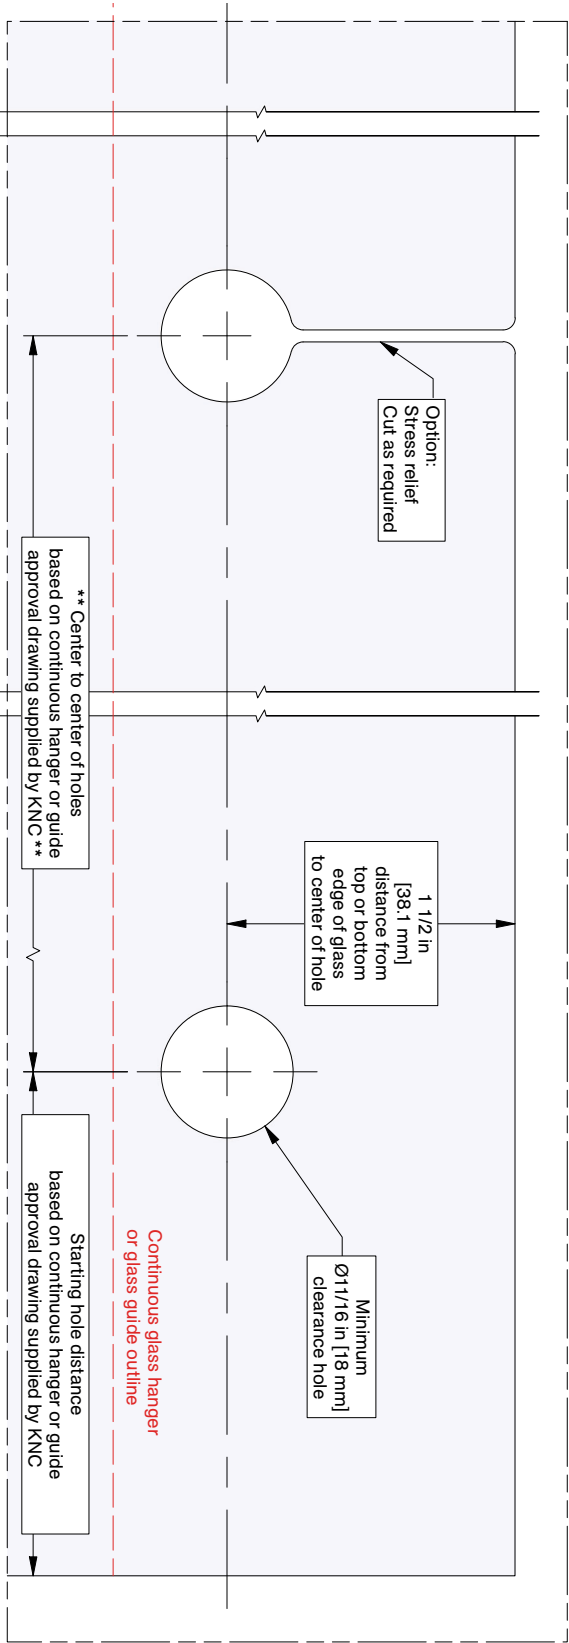 Option:
Stress relief
Cut as required
1 1/2 in
[38.1 mm]
distance from
top or bottom
edge of glass
to center of hole
Minimum
Ø11/16 in [18 mm]
clearance hole
Continuous glass hanger
or glass guide outline
** Center to center of holes
based on continuous hanger or guide
approval drawing supplied by KNC **
Starting hole distance
based on continuous hanger or guide
approval drawing supplied by KNC